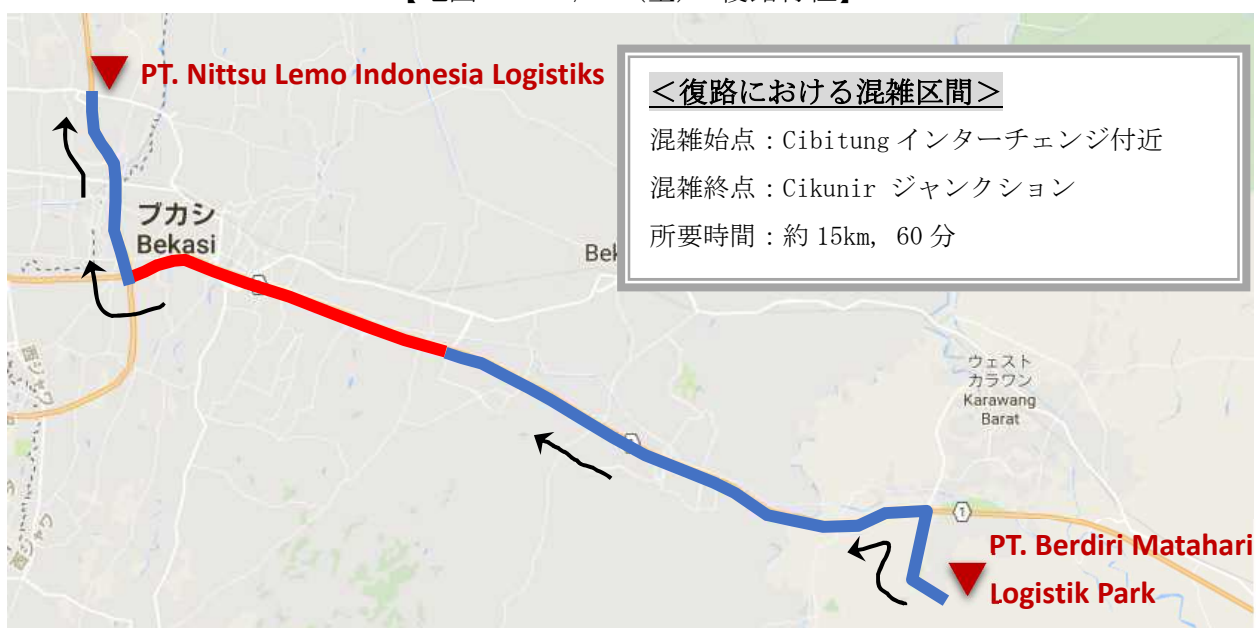 PT. Nittsu Lemo Indonesia Logistiks
＜復路における混雑区間＞
混雑始点：Cibitung インターチェンジ付近
混雑終点：Cikunir ジャンクション
所要時間：約 15km, 60 分
ブカシ
Bekasi
Bek
ウェスト
カラワン
Karawang
Barat
1
PT. Berdiri Matahari
Logistik Park